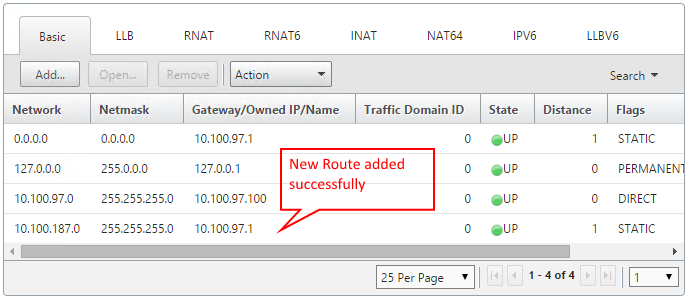 Basic LLB RNAT RNAT6 INAT NAT64 IPV6 LLBV6
Add... Open... Remove Action Search
Network Netmask Gateway/Owned IP/Name Traffic Domain ID State Distance Flags
0.0.0.0 0.0.0.0 10.100.97.1 0 UP 1 STATIC
127.0.0.0 255.0.0.0 127.0.0.1 0 UP 0 PERMANENT
10.100.97.0 255.255.255.0 10.100.97.100 0 UP 0 DIRECT
10.100.187.0 255.255.255.0 10.100.97.1 0 UP 1 STATIC
New Route added
successfully
25 Per Page 1 - 4 of 4 1